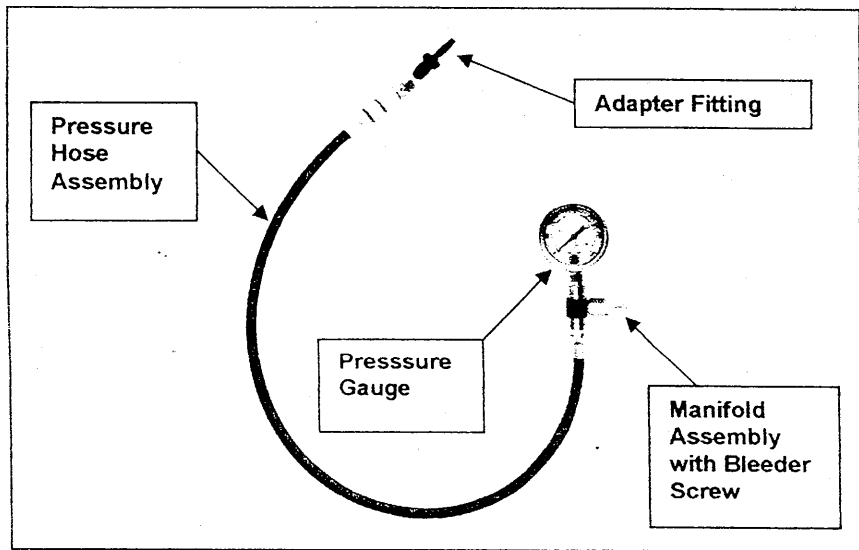 Adapter Fitting
Pressure
Hose
Assembly
Presssure
Gauge
Manifold
Assembly
with Bleeder
Screw